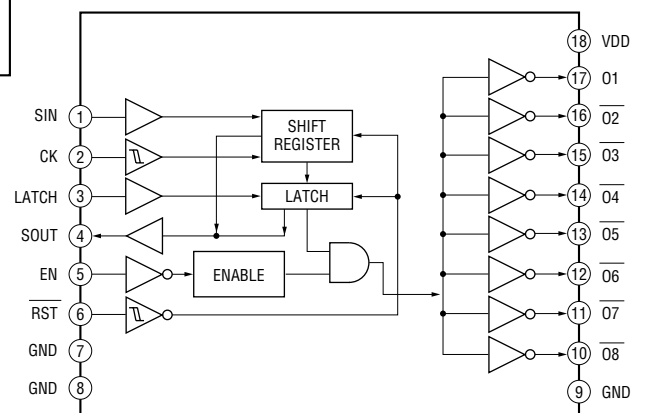 18 VDD
17 O1
SIN 1
SHIFT REGISTER
16 O2
CK 2
15 O3
LATCH 3
LATCH
14 O4
SOUT 4
13 O5
EN 5
ENABLE
12 O6
RST 6
11 O7
GND 7
10 O8
GND 8
9 GND